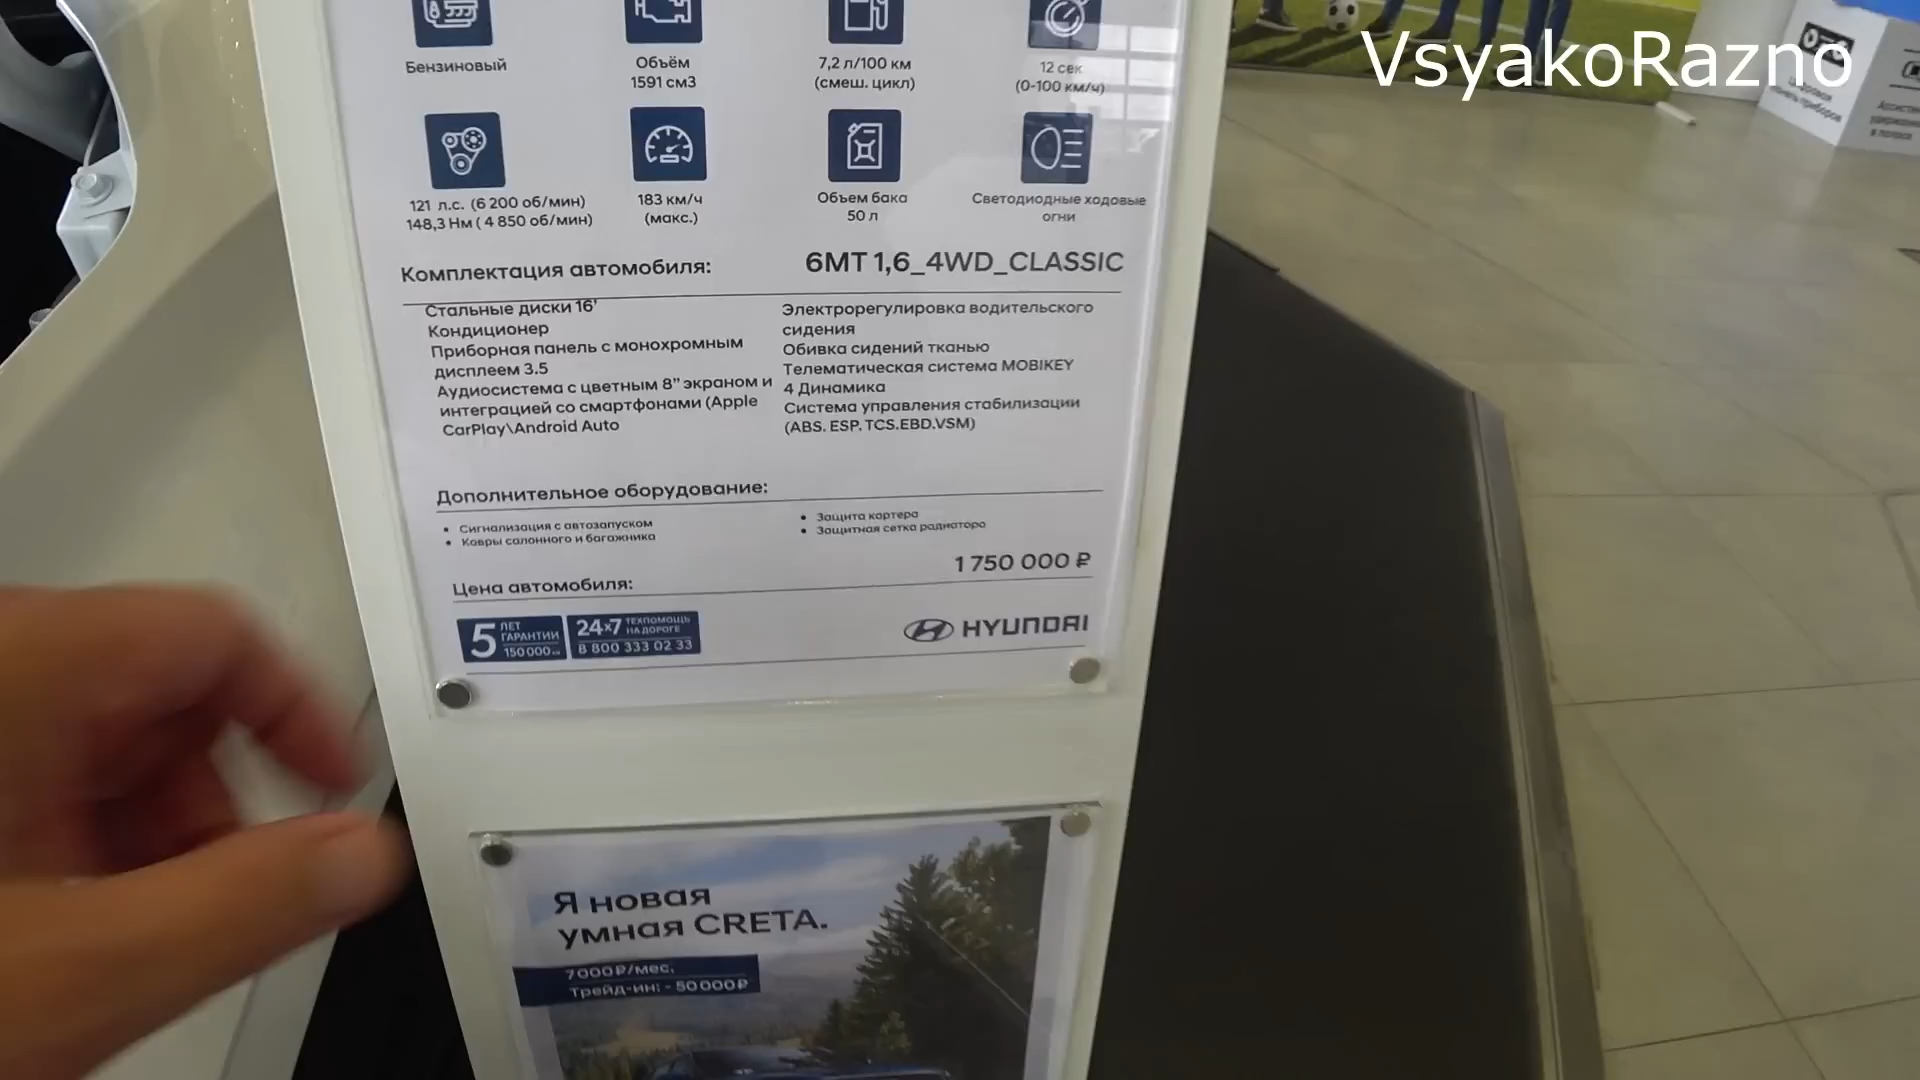 VsyakoRazno
Бензиновый
Объём
1591 см3
7,2 л/100 км
(смеш. цикл)
12 сек
(0-100 км/ч)
121 л.с. (6 200 об/мин)
148,3 Нм ( 4 850 об/мин)
183 км/ч
(макс.)
Объем бака
50 л
Светодиодные ходовые
огни
Комплектация автомобиля:
6МТ 1,6_4WD_CLASSIC
Стальные диски 16'
Кондиционер
Приборная панель с монохромным
дисплеем 3.5
Аудиосистема с цветным 8” экраном и
интеграцией со смартфонами (Apple
CarPlay\Android Auto
Электрорегулировка водительского
сидения
Обивка сидений тканью
Телематическая система MOBIKEY
4 Динамика
Система управления стабилизации
(ABS. ESP. TCS.EBD.VSM)
Дополнительное оборудование:
• Сигнализация с автозапуском
• Ковры салонного и багажника
• Защита картера
• Защитная сетка радиатора
Цена автомобиля:
1 750 000 ₽
5 ЛЕТ
ГАРАНТИИ
150 000 км
24×7 ТЕХПОМОЩЬ
НА ДОРОГЕ
8 800 333 02 33
HYUNDAI
Я новая
умная CRETA.
7000₽/мес.
Трейд-ин: - 50 000₽
Цифровая
панель приборов
удержания
в полосе